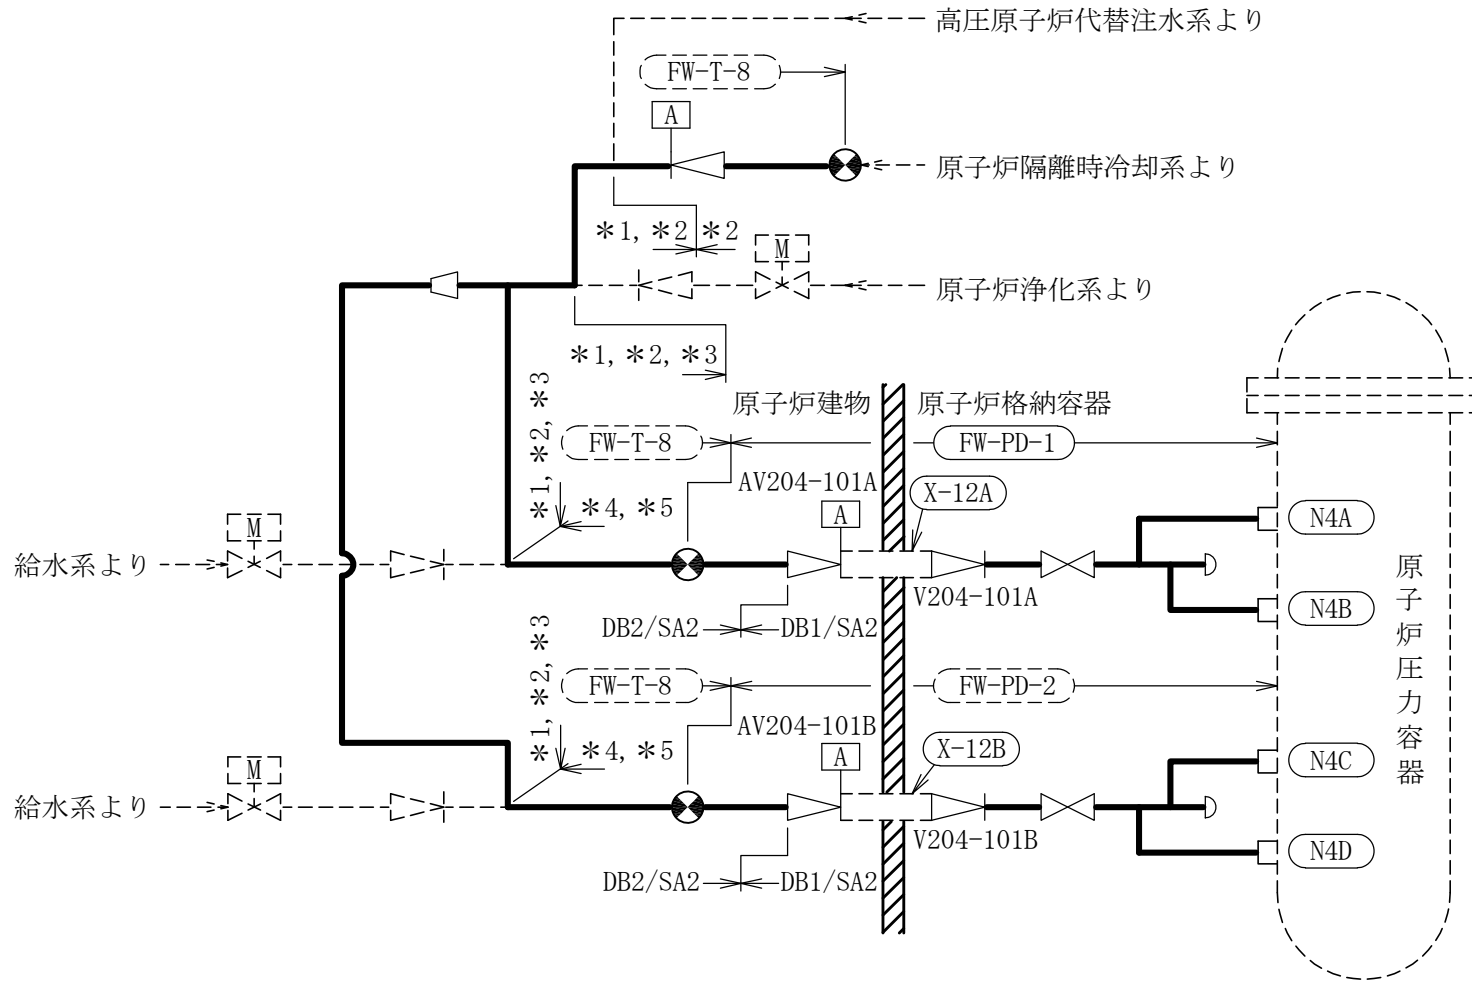 高圧原子炉代替注水系より
FW-T-8
A
原子炉隔離時冷却系より
*1, *2 *2
M
原子炉浄化系より
*1, *2, *3
*1, *2, *3
原子炉建物
原子炉格納容器
FW-T-8
FW-PD-1
AV204-101A
X-12A
*4, *5
A
N4A
M
給水系より
V204-101A
N4B
DB2/SA2
DB1/SA2
原子炉圧力容器
*1, *2, *3
FW-T-8
FW-PD-2
AV204-101B
X-12B
*4, *5
A
N4C
M
給水系より
V204-101B
N4D
DB2/SA2
DB1/SA2